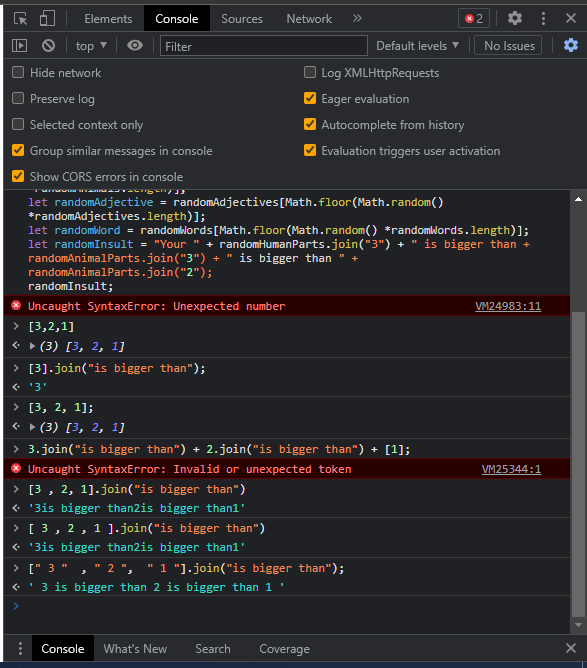 Elements Console Sources Network » 2
top ▼ Filter Default levels ▼ No Issues
Hide network Log XMLHttpRequests
Preserve log Eager evaluation
Selected context only Autocomplete from history
Group similar messages in console Evaluation triggers user activation
Show CORS errors in console
*randomAnimals.length)];
let randomAdjective = randomAdjectives[Math.floor(Math.random()
*randomAdjectives.length)];
let randomWord = randomWords[Math.floor(Math.random() *randomWords.length)];
let randomInsult = "Your " + randomHumanParts.join("3") + " is bigger than +
randomAnimalParts.join("3") + " is bigger than " +
randomAnimalParts.join("2");
randomInsult;
Uncaught SyntaxError: Unexpected number VM24983:11
> [3,2,1]
(3) [3, 2, 1]
> [3].join("is bigger than");
'3'
> [3, 2, 1];
(3) [3, 2, 1]
> 3.join("is bigger than") + 2.join("is bigger than") + [1];
Uncaught SyntaxError: Invalid or unexpected token VM25344:1
> [3 , 2, 1].join("is bigger than")
'3is bigger than2is bigger than1'
> [ 3 , 2 , 1 ].join("is bigger than")
'3is bigger than2is bigger than1'
> [" 3 "  , " 2 ",  " 1 "].join("is bigger than");
' 3 is bigger than 2 is bigger than 1 '
>
Console What's New Search Coverage